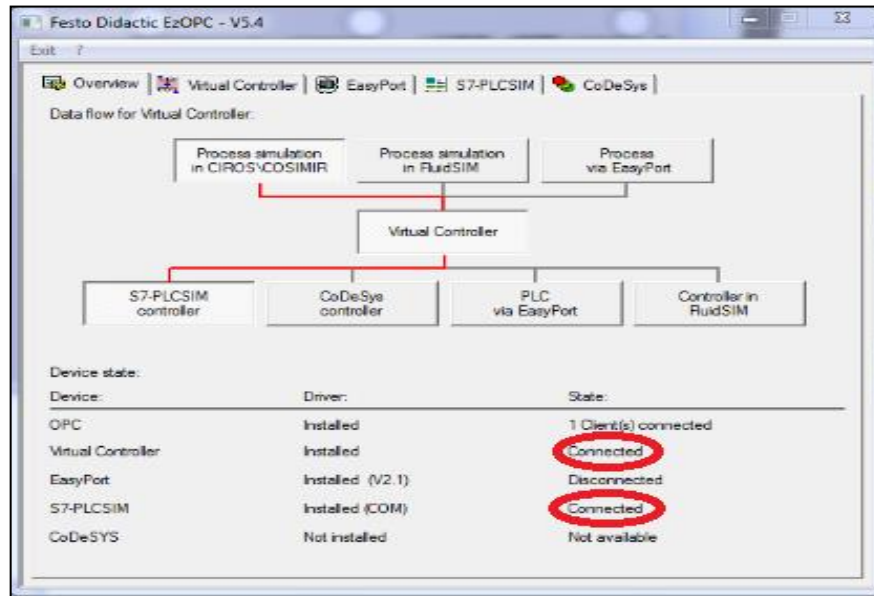 Festo Didactic EzOPC - V5.4
Exit ?
Overview Virtual Controller EasyPort S7-PLCSIM CoDeSys
Data flow for Virtual Controller:
Process simulation in CIROS\COSIMIR
Process simulation in FluidSIM
Process via EasyPort
Virtual Controller
S7-PLCSIM controller
CoDeSys controller
PLC via EasyPort
Controller in FluidSIM
Device state:
Device: Driver: State:
OPC Installed 1 Client(s) connected
Virtual Controller Installed Connected
EasyPort Installed (V2.1) Disconnected
S7-PLCSIM Installed (COM) Connected
CoDeSYS Not installed Not available